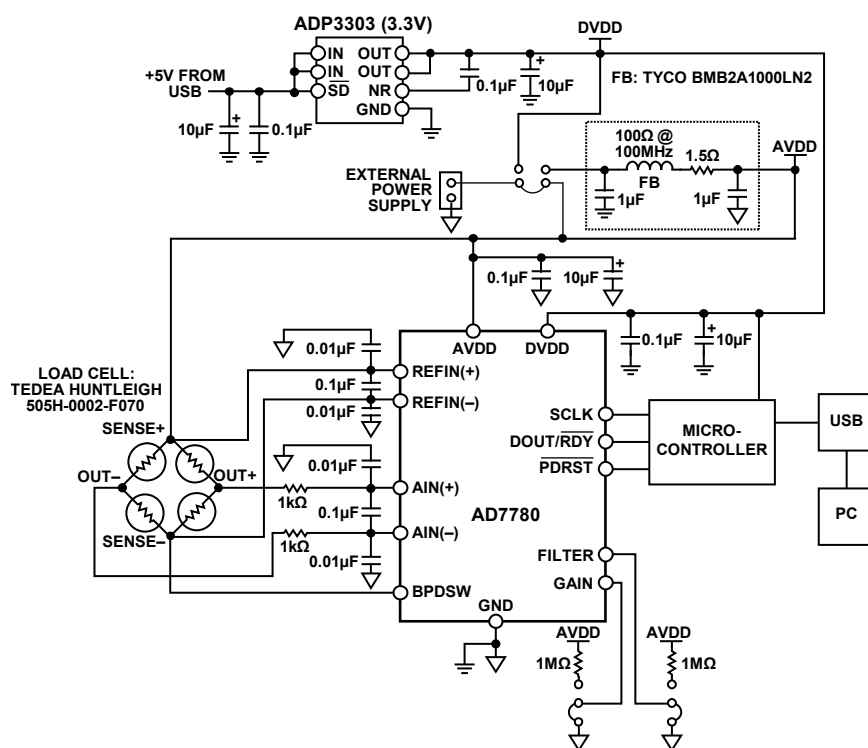 ADP3303 (3.3V)
IN
IN
SD
OUT
OUT
NR
GND
+5V FROM
USB
10µF
+
0.1µF
0.1µF
+
10µF
DVDD
FB: TYCO BMB2A1000LN2
100Ω @
100MHz
FB
1.5Ω
1µF
1µF
AVDD
EXTERNAL
POWER
SUPPLY
0.1µF
10µF
+
0.01µF
0.1µF
0.01µF
AVDD
DVDD
0.1µF
+
10µF
LOAD CELL:
TEDEA HUNTLEIGH
505H-0002-F070
SENSE+
OUT–
OUT+
SENSE–
REFIN(+)
REFIN(–)
0.01µF
1kΩ
0.1µF
1kΩ
0.01µF
AIN(+)
AIN(–)
BPDSW
AD7780
GND
SCLK
DOUT/RDY
PDRST
FILTER
GAIN
MICRO-
CONTROLLER
USB
PC
AVDD
1MΩ
AVDD
1MΩ